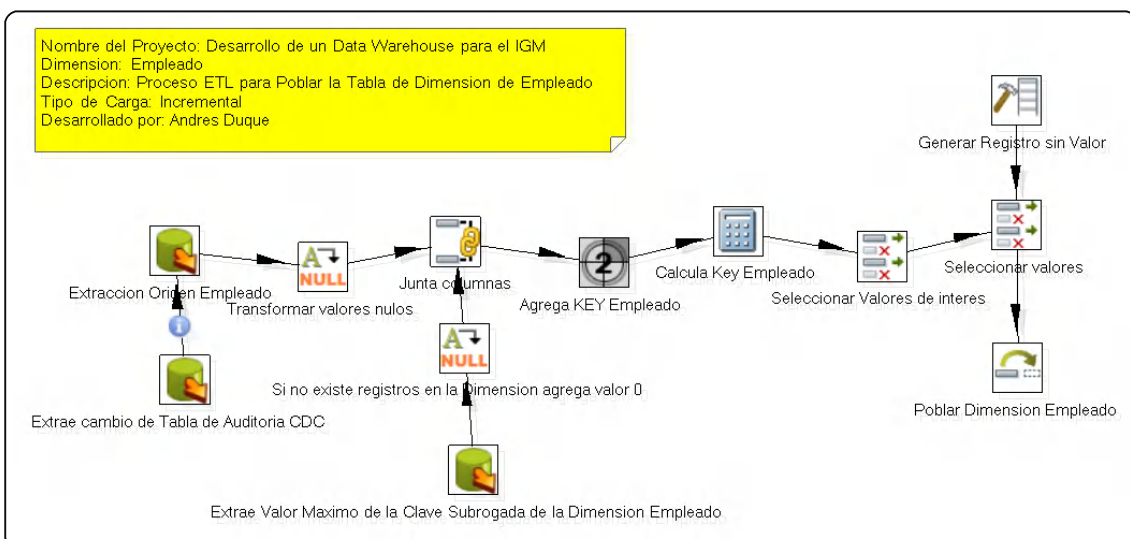 Nombre del Proyecto: Desarrollo de un Data Warehouse para el IGM
Dimension: Empleado
Descripcion: Proceso ETL para Poblar la Tabla de Dimension de Empleado
Tipo de Carga: Incremental
Desarrollado por: Andres Duque
Generar Registro sin Valor
Extraccion Origen Empleado
A
NULL
Transformar valores nulos
Junta columnas
2
Agrega KEY Empleado
Calcula Key Empleado
Seleccionar Valores de interes
Seleccionar valores
i
Extrae cambio de Tabla de Auditoria CDC
A
NULL
Si no existe registros en la Dimension agrega valor 0
Poblar Dimension Empleado
Extrae Valor Maximo de la Clave Subrogada de la Dimension Empleado